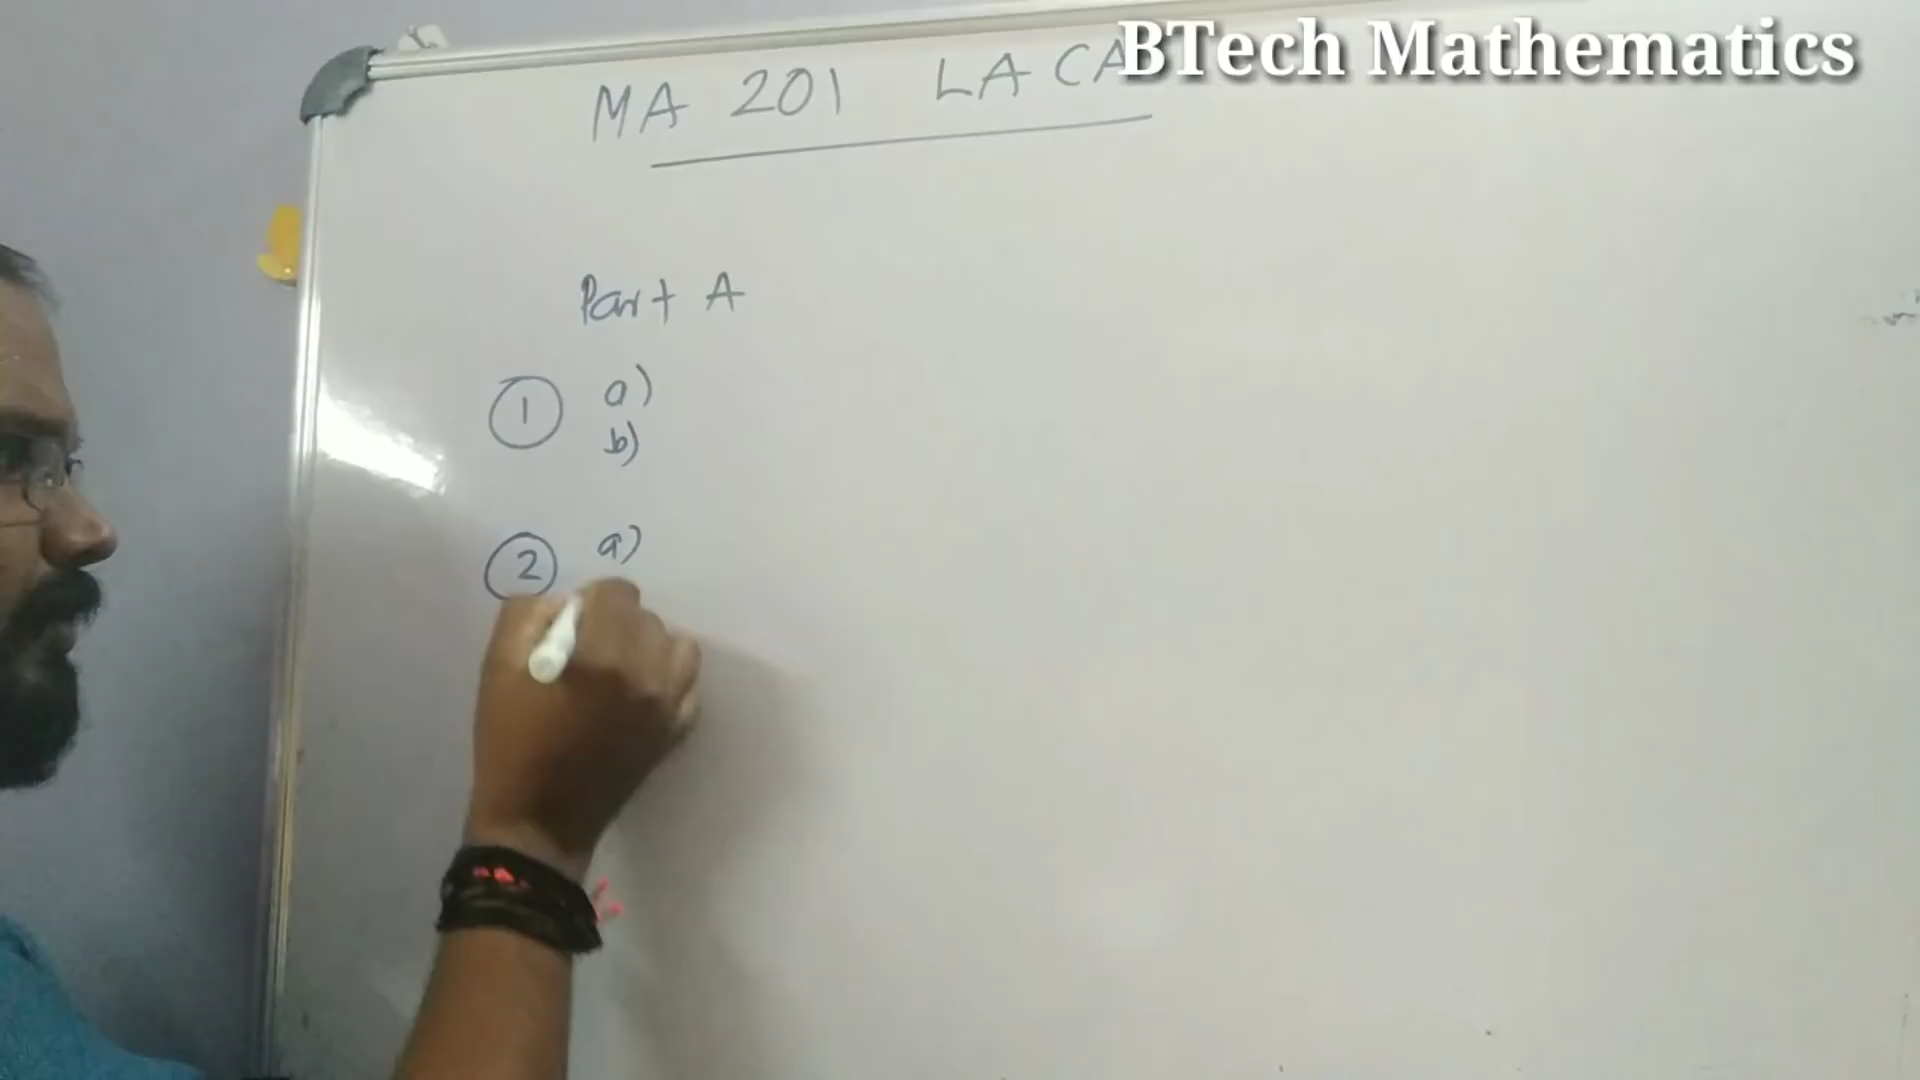 BTech Mathematics
MA 201 LA CA
Part A
1 a)
b)
2 a)